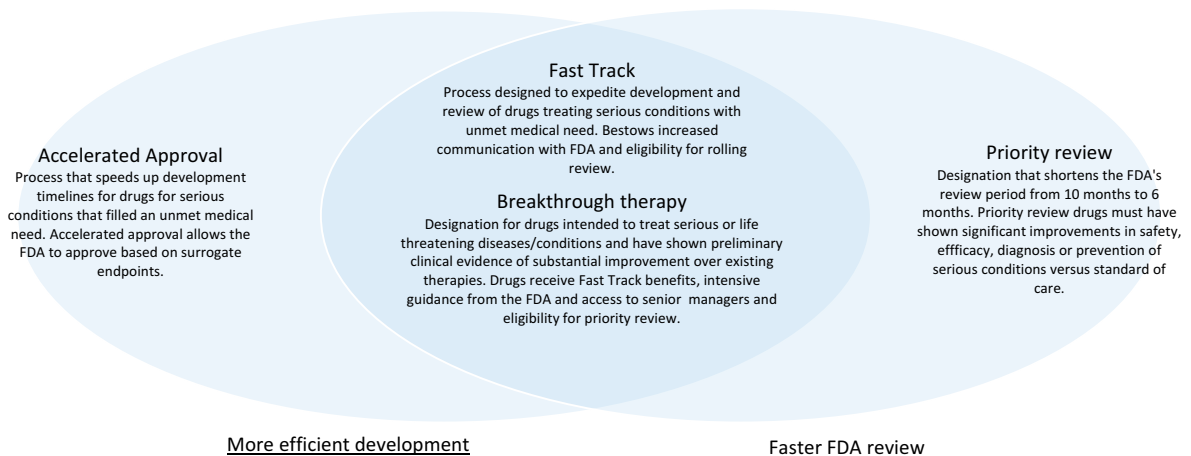 Fast Track
Process designed to expedite development and
review of drugs treating serious conditions with
unmet medical need. Bestows increased
communication with FDA and eligibility for rolling
review.
Accelerated Approval
Process that speeds up development
timelines for drugs for serious
conditions that filled an unmet medical
need. Accelerated approval allows the
FDA to approve based on surrogate
endpoints.
Breakthrough therapy
Designation for drugs intended to treat serious or life
threatening diseases/conditions and have shown preliminary
clinical evidence of substantial improvement over existing
therapies. Drugs receive Fast Track benefits, intensive
guidance from the FDA and access to senior managers and
eligibility for priority review.
Priority review
Designation that shortens the FDA's
review period from 10 months to 6
months. Priority review drugs must have
shown significant improvements in safety,
effficacy, diagnosis or prevention of
serious conditions versus standard of
care.
More efficient development
Faster FDA review